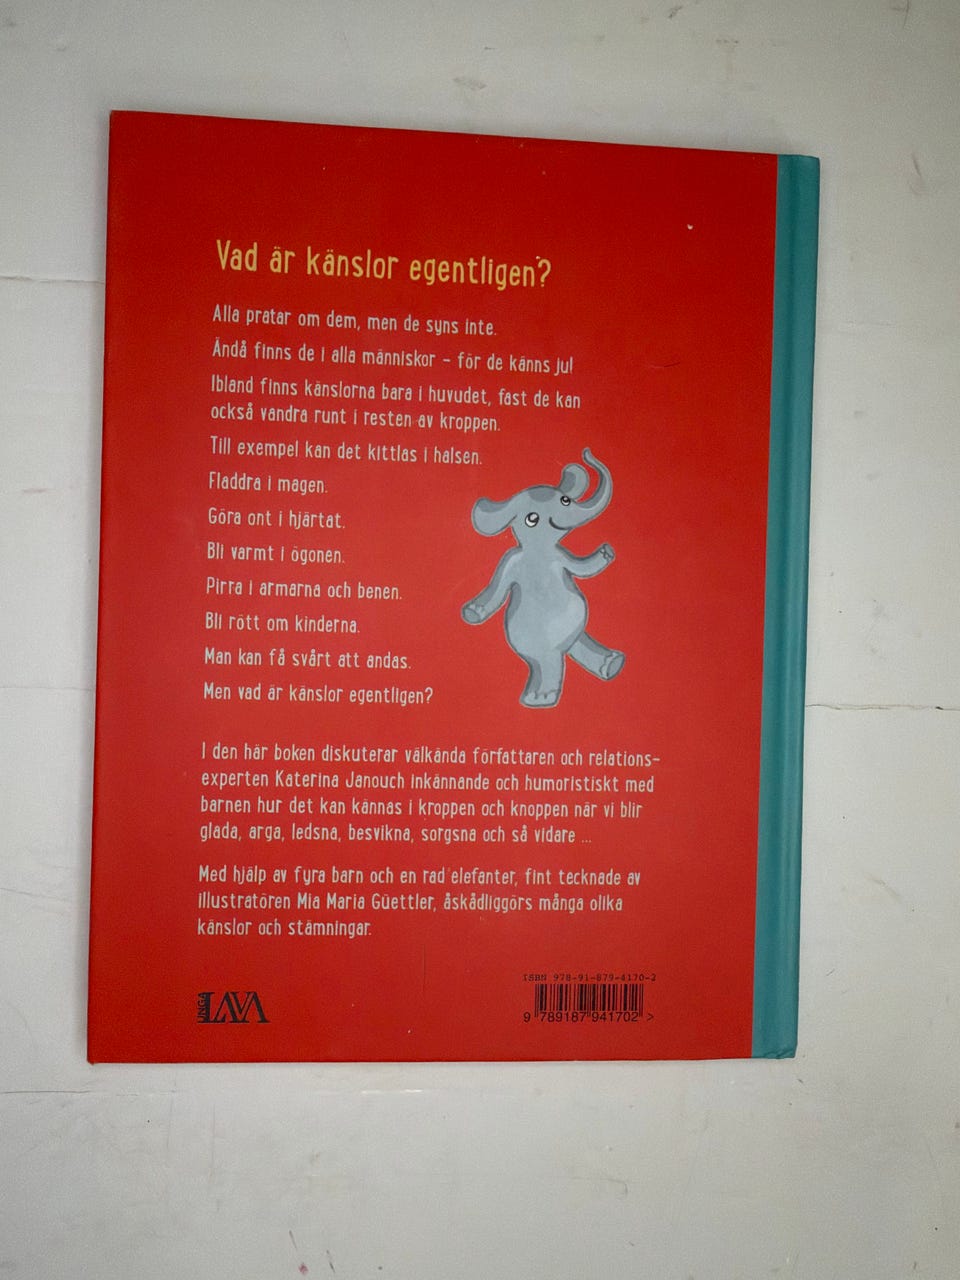 Vad är känslor egentligen?
Alla pratar om dem, men de syns inte.
Ändå finns de i alla människor – för de känns ju!
Ibland finns känslorna bara i huvudet, fast de kan
också vandra runt i resten av kroppen.
Till exempel kan det kittlas i halsen.
Fladdra i magen.
Göra ont i hjärtat.
Bli varmt i ögonen.
Pirra i armarna och benen.
Bli rött om kinderna.
Man kan få svårt att andas.
Men vad är känslor egentligen?
I den här boken diskuterar välkända författaren och relations-
experten Katerina Janouch inkännande och humoristiskt med
barnen hur det kan kännas i kroppen och knoppen när vi blir
glada, arga, ledsna, besvikna, sorgsna och så vidare ...
Med hjälp av fyra barn och en rad elefanter, fint tecknade av
illustratören Mia Maria Güettler, åskådliggörs många olika
känslor och stämningar.
ISBN 978-91-879-4170-2
9 789187 941702 >
UNGA LAVA